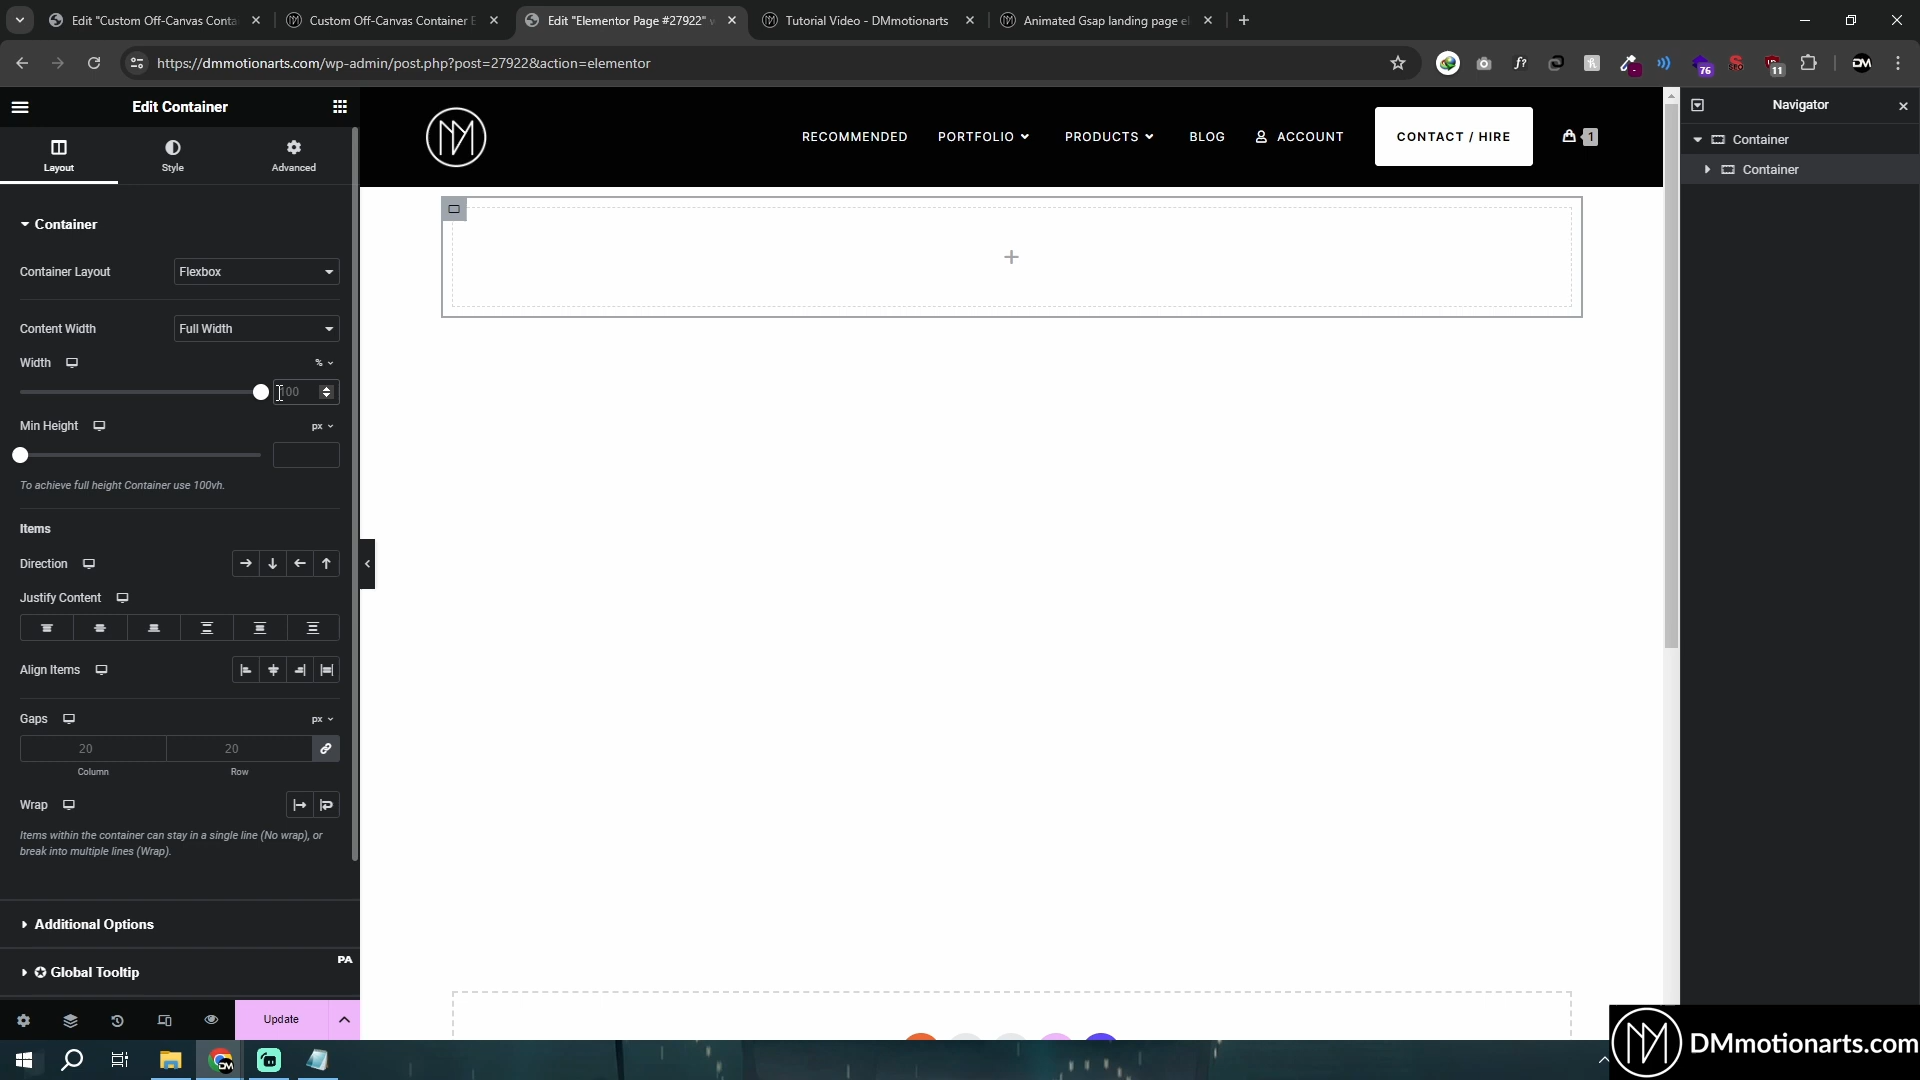 Edit "Custom Off-Canvas Conta
Custom Off-Canvas Container E
Edit "Elementor Page #27922"
Tutorial Video - DMmotionarts
Animated Gsap landing page e
https://dmmotionarts.com/wp-admin/post.php?post=27922&action=elementor
76
11
Edit Container
Layout
Style
Advanced
Container
Container Layout
Flexbox
Content Width
Full Width
Width
%
100
Min Height
px
To achieve full height Container use 100vh.
Items
Direction
Justify Content
Align Items
Gaps
px
20
20
Column
Row
Wrap
Items within the container can stay in a single line (No wrap), or
break into multiple lines (Wrap).
Additional Options
PA
Global Tooltip
Update
RECOMMENDED
PORTFOLIO
PRODUCTS
BLOG
ACCOUNT
CONTACT / HIRE
1
Navigator
Container
Container
DMmotionarts.com